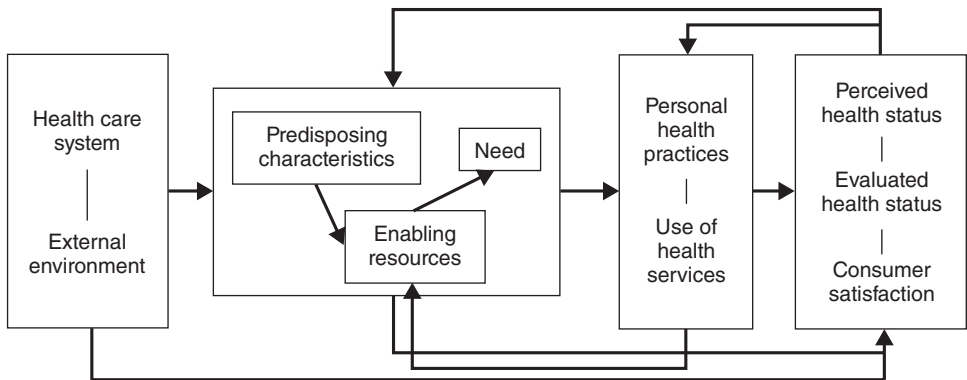 Health care
system
External
environment
Predisposing
characteristics
Need
Enabling
resources
Personal
health
practices
Use of
health
services
Perceived
health status
Evaluated
health status
Consumer
satisfaction